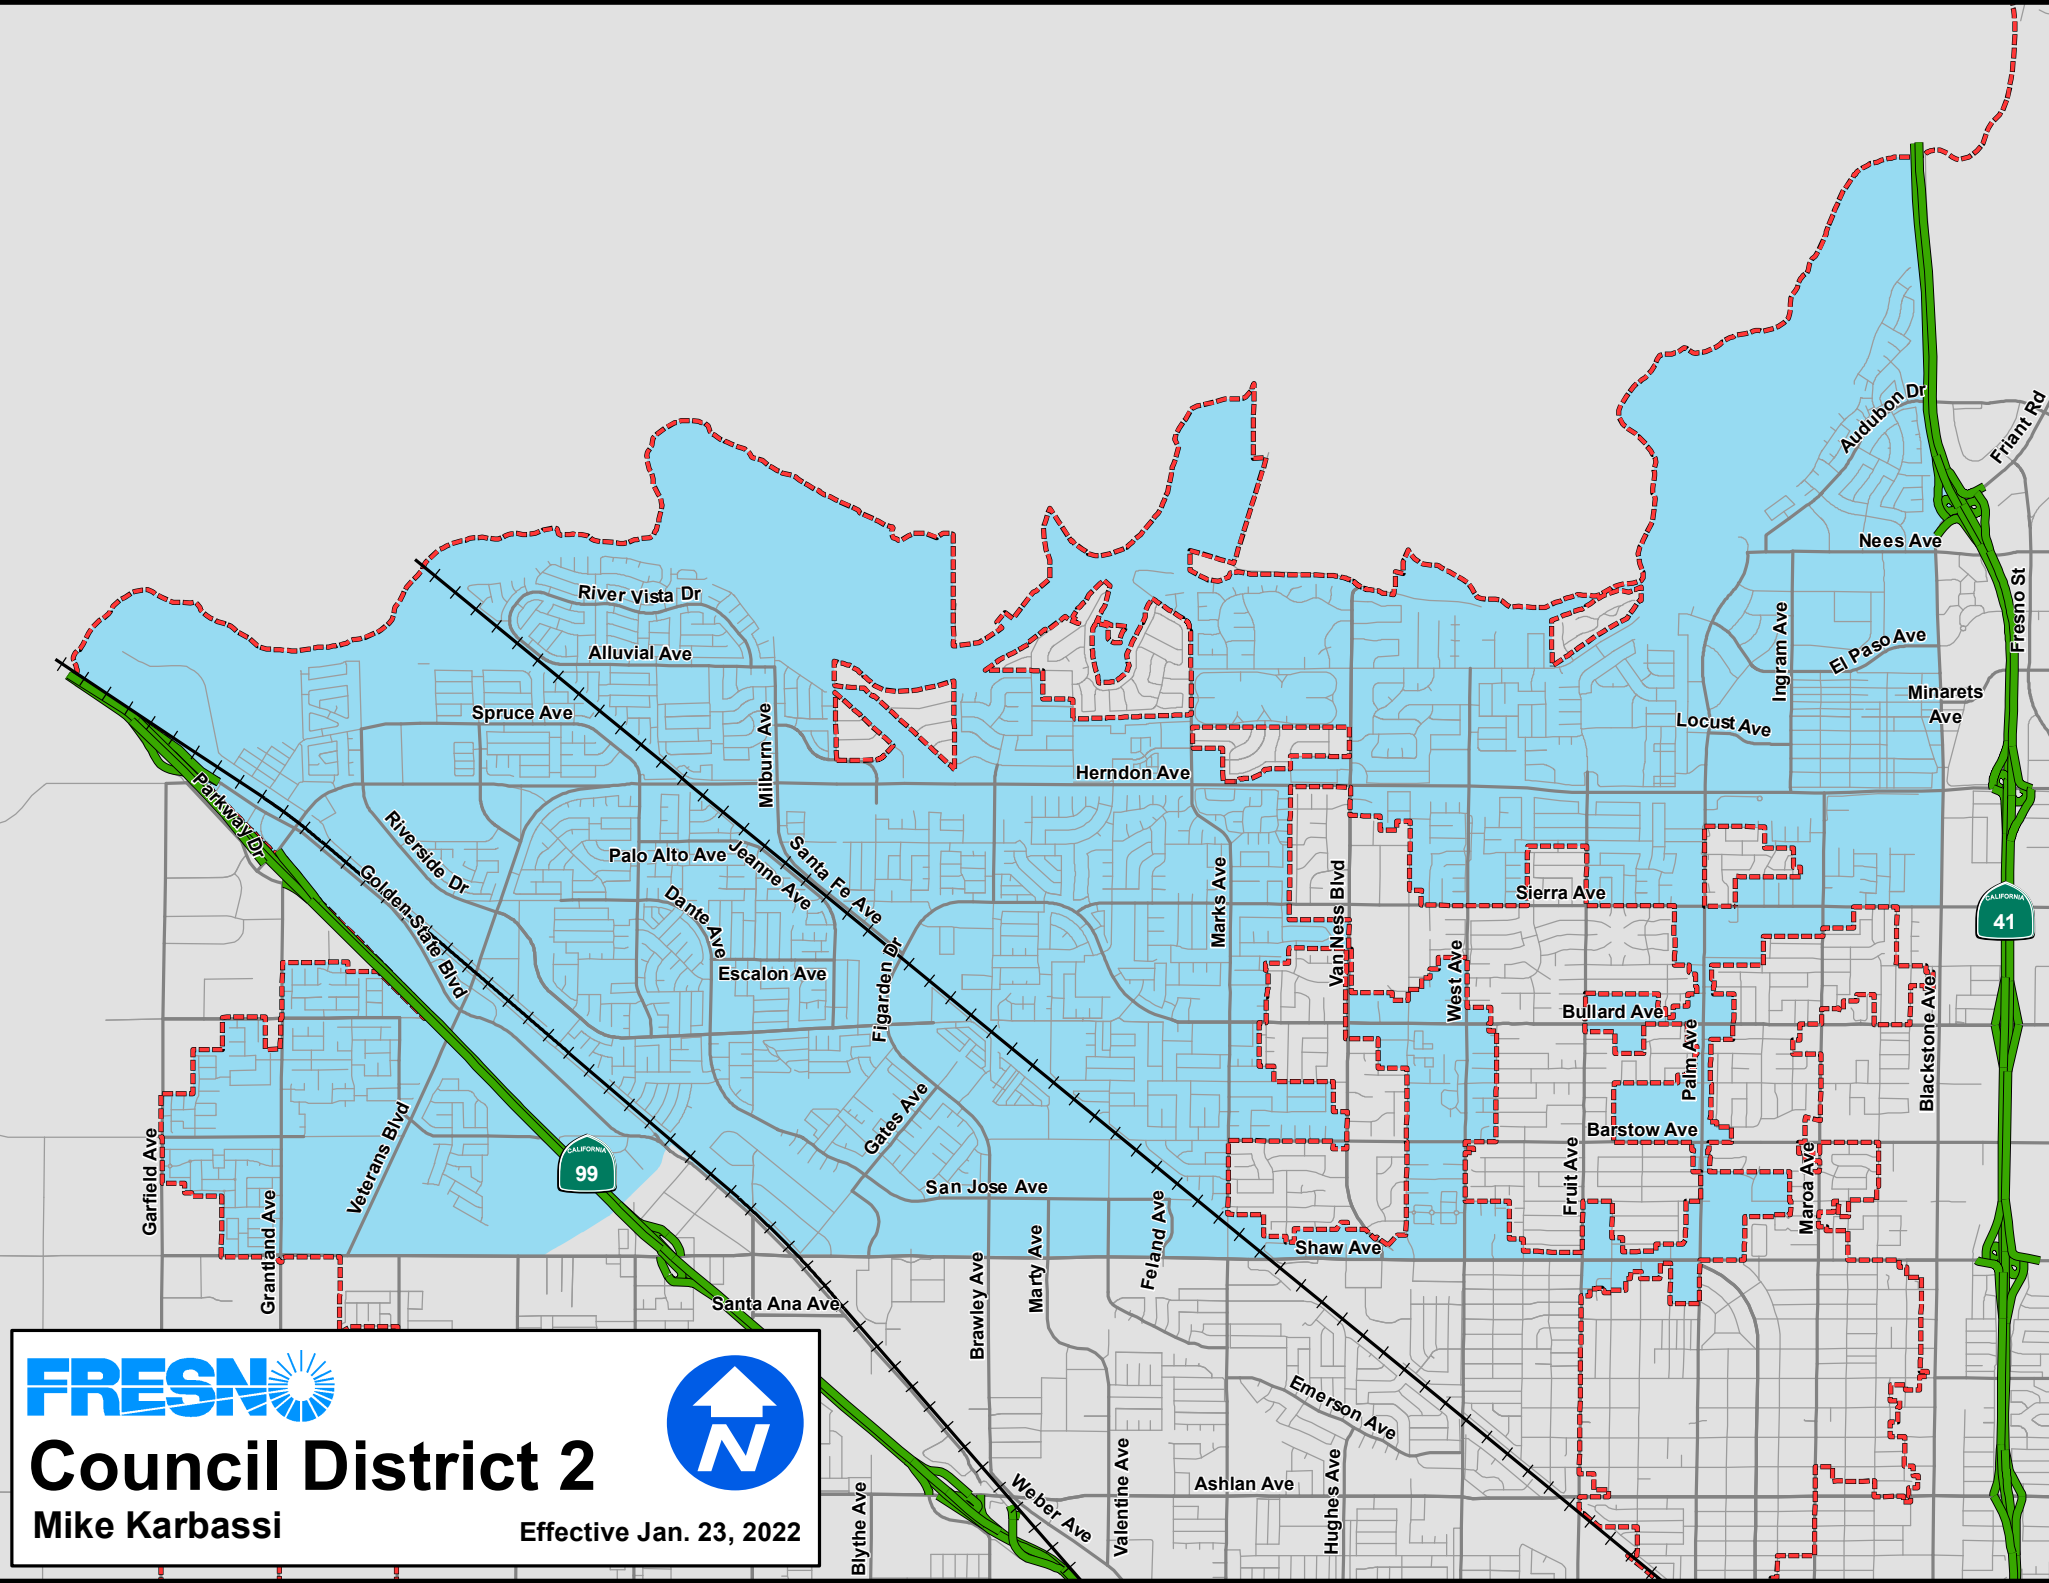 Audubon Dr
Friant Rd
Nees Ave
Fresno St
River Vista Dr
Alluvial Ave
Ingram Ave
El Paso Ave
Minarets
Ave
Spruce Ave
Milburn Ave
Locust Ave
Herndon Ave
Parkway Dr
Riverside Dr
Palo Alto Ave
Jeanne Ave
Santa Fe Ave
Golden State Blvd
Dante Ave
Marks Ave
Van Ness Blvd
Sierra Ave
CALIFORNIA
41
Escalon Ave
Figarden Dr
West Ave
Bullard Ave
Palm Ave
Blackstone Ave
Gates Ave
Veterans Blvd
Garfield Ave
Grantland Ave
CALIFORNIA
99
Barstow Ave
Fruit Ave
Maroa Ave
San Jose Ave
Feland Ave
Marty Ave
Brawley Ave
Shaw Ave
Santa Ana Ave
Emerson Ave
Weber Ave
Valentine Ave
Ashlan Ave
Hughes Ave
Blythe Ave
FRESNO
N
Council District 2
Mike Karbassi
Effective Jan. 23, 2022